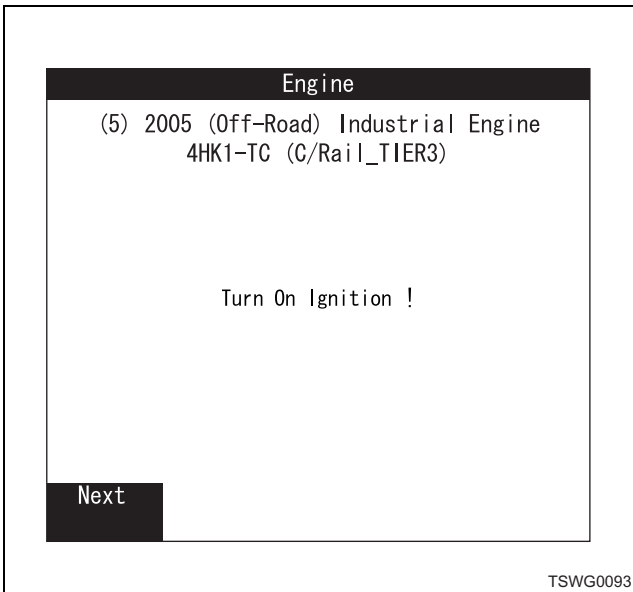 Engine
(5) 2005 (Off-Road) Industrial Engine
4HK1-TC (C/Rail_TIER3)
Turn On Ignition !
Next
TSWG0093